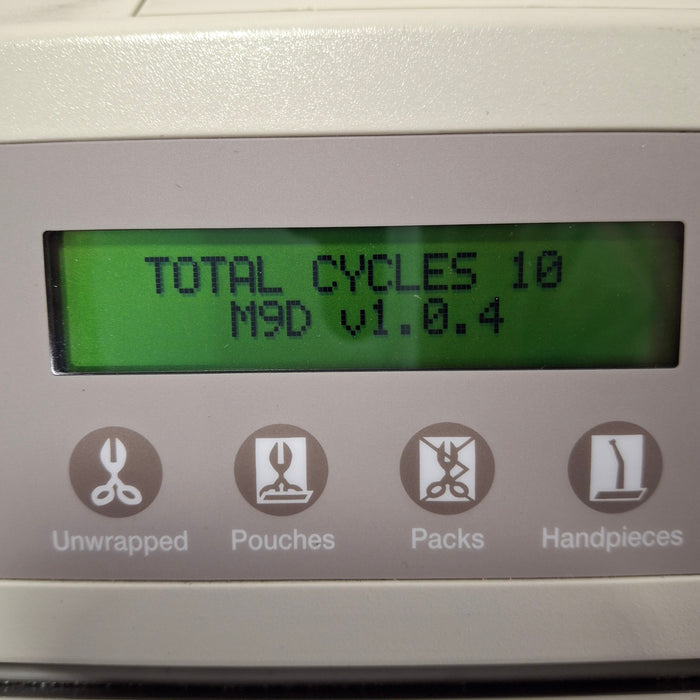 TOTAL CYCLES 10
M9D v1.0.4
Unwrapped Pouches Packs Handpieces